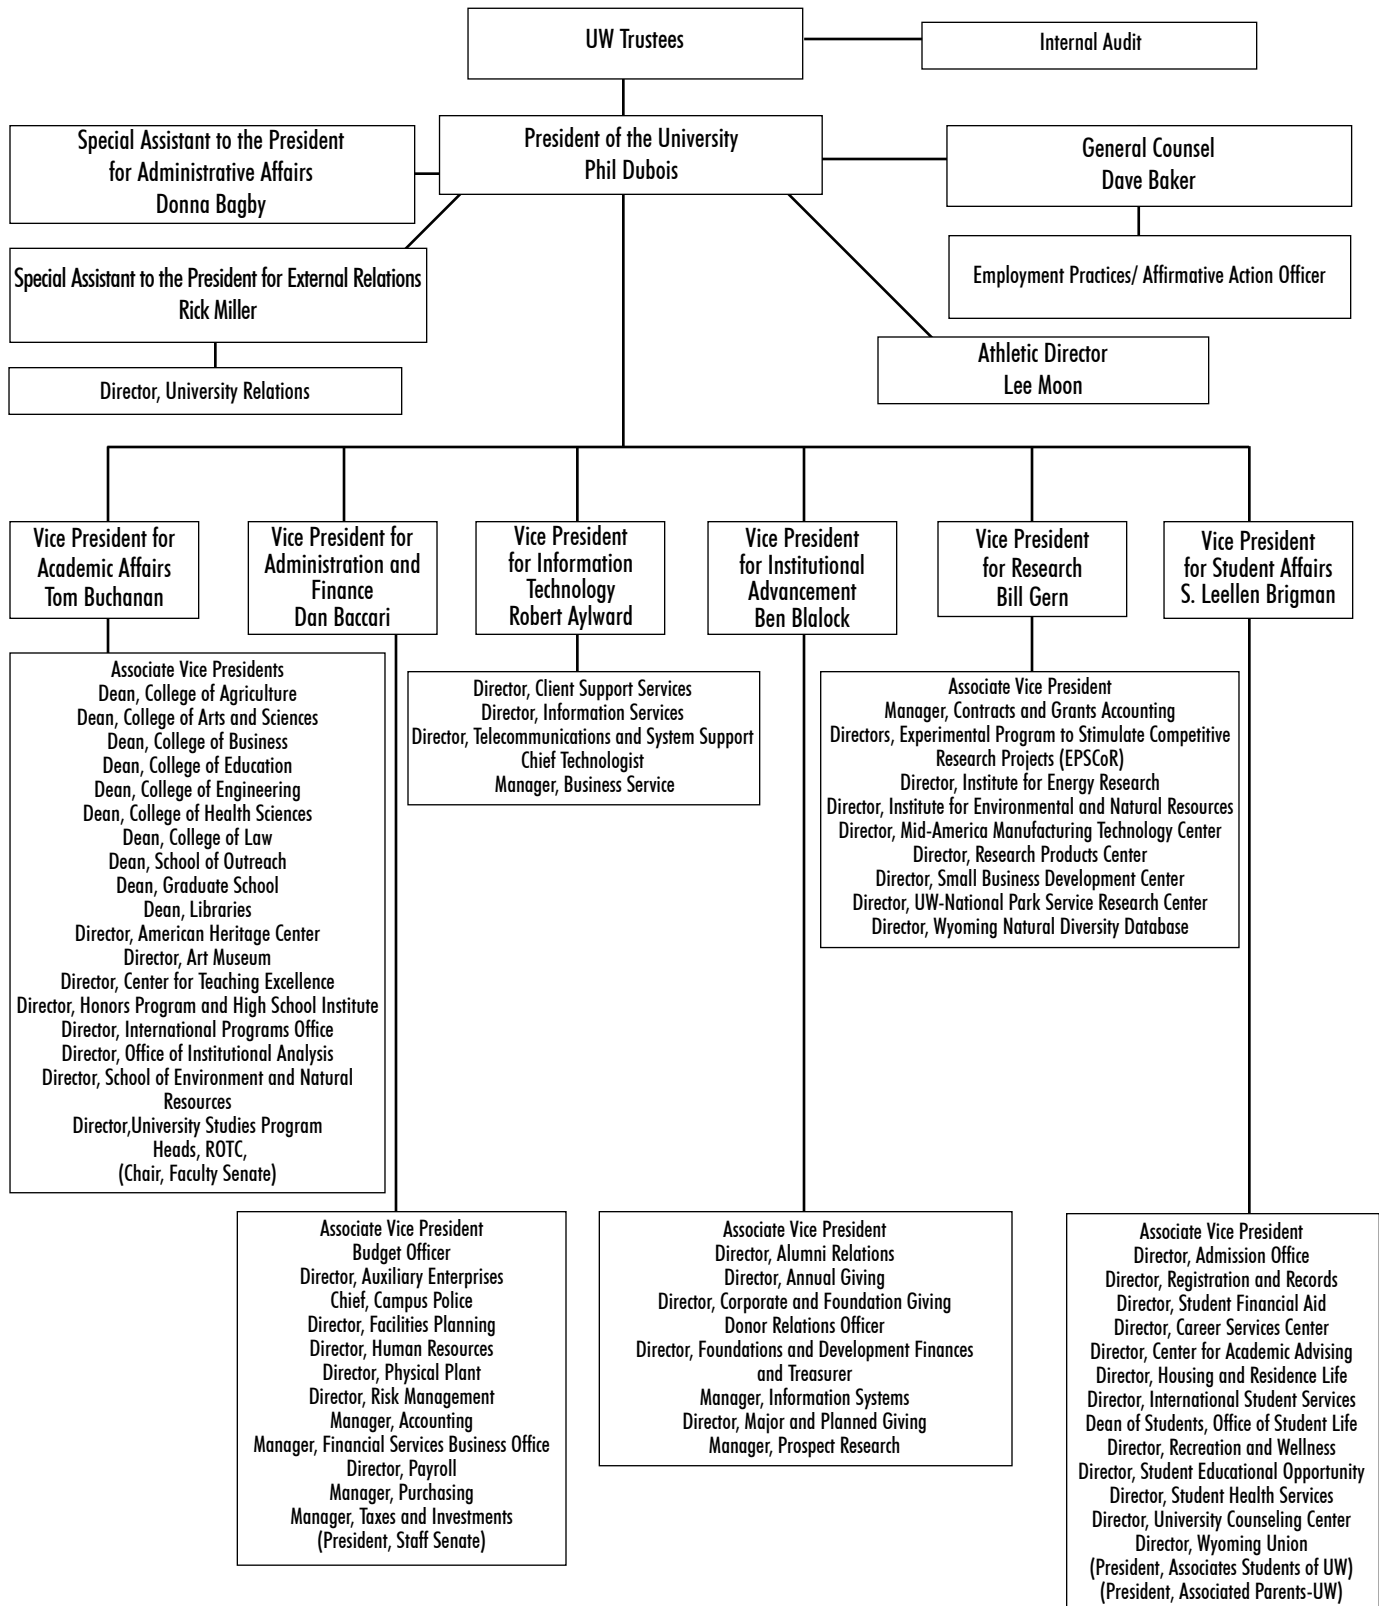 UW Trustees
Internal Audit
Special Assistant to the President
for Administrative Affairs
Donna Bagby
President of the University
Phil Dubois
General Counsel
Dave Baker
Special Assistant to the President for External Relations
Rick Miller
Employment Practices/ Affirmative Action Officer
Director, University Relations
Athletic Director
Lee Moon
Vice President for
Academic Affairs
Tom Buchanan
Vice President for
Administration and
Finance
Dan Baccari
Vice President
for Information
Technology
Robert Aylward
Vice President
for Institutional
Advancement
Ben Blalock
Vice President
for Research
Bill Gern
Vice President
for Student Affairs
S. Leellen Brigman
Associate Vice Presidents
Dean, College of Agriculture
Dean, College of Arts and Sciences
Dean, College of Business
Dean, College of Education
Dean, College of Engineering
Dean, College of Health Sciences
Dean, College of Law
Dean, School of Outreach
Dean, Graduate School
Dean, Libraries
Director, American Heritage Center
Director, Art Museum
Director, Center for Teaching Excellence
Director, Honors Program and High School Institute
Director, International Programs Office
Director, Office of Institutional Analysis
Director, School of Environment and Natural
Resources
Director,University Studies Program
Heads, ROTC,
(Chair, Faculty Senate)
Director, Client Support Services
Director, Information Services
Director, Telecommunications and System Support
Chief Technologist
Manager, Business Service
Associate Vice President
Manager, Contracts and Grants Accounting
Directors, Experimental Program to Stimulate Competitive
Research Projects (EPSCoR)
Director, Institute for Energy Research
Director, Institute for Environmental and Natural Resources
Director, Mid-America Manufacturing Technology Center
Director, Research Products Center
Director, Small Business Development Center
Director, UW-National Park Service Research Center
Director, Wyoming Natural Diversity Database
Associate Vice President
Budget Officer
Director, Auxiliary Enterprises
Chief, Campus Police
Director, Facilities Planning
Director, Human Resources
Director, Physical Plant
Director, Risk Management
Manager, Accounting
Manager, Financial Services Business Office
Director, Payroll
Manager, Purchasing
Manager, Taxes and Investments
(President, Staff Senate)
Associate Vice President
Director, Alumni Relations
Director, Annual Giving
Director, Corporate and Foundation Giving
Donor Relations Officer
Director, Foundations and Development Finances
and Treasurer
Manager, Information Systems
Director, Major and Planned Giving
Manager, Prospect Research
Associate Vice President
Director, Admission Office
Director, Registration and Records
Director, Student Financial Aid
Director, Career Services Center
Director, Center for Academic Advising
Director, Housing and Residence Life
Director, International Student Services
Dean of Students, Office of Student Life
Director, Recreation and Wellness
Director, Student Educational Opportunity
Director, Student Health Services
Director, University Counseling Center
Director, Wyoming Union
(President, Associates Students of UW)
(President, Associated Parents-UW)